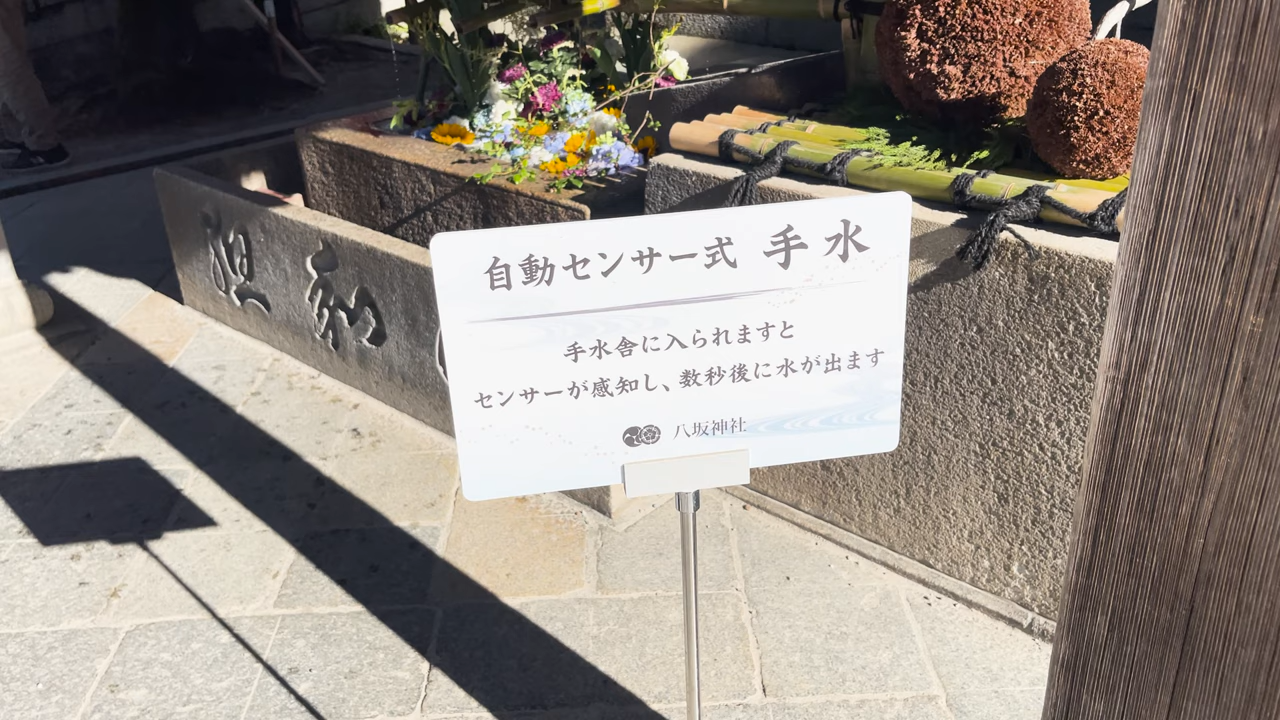 自動センサー式 手水
手水舎に入られますと
センサーが感知し、数秒後に水が出ます
八坂神社